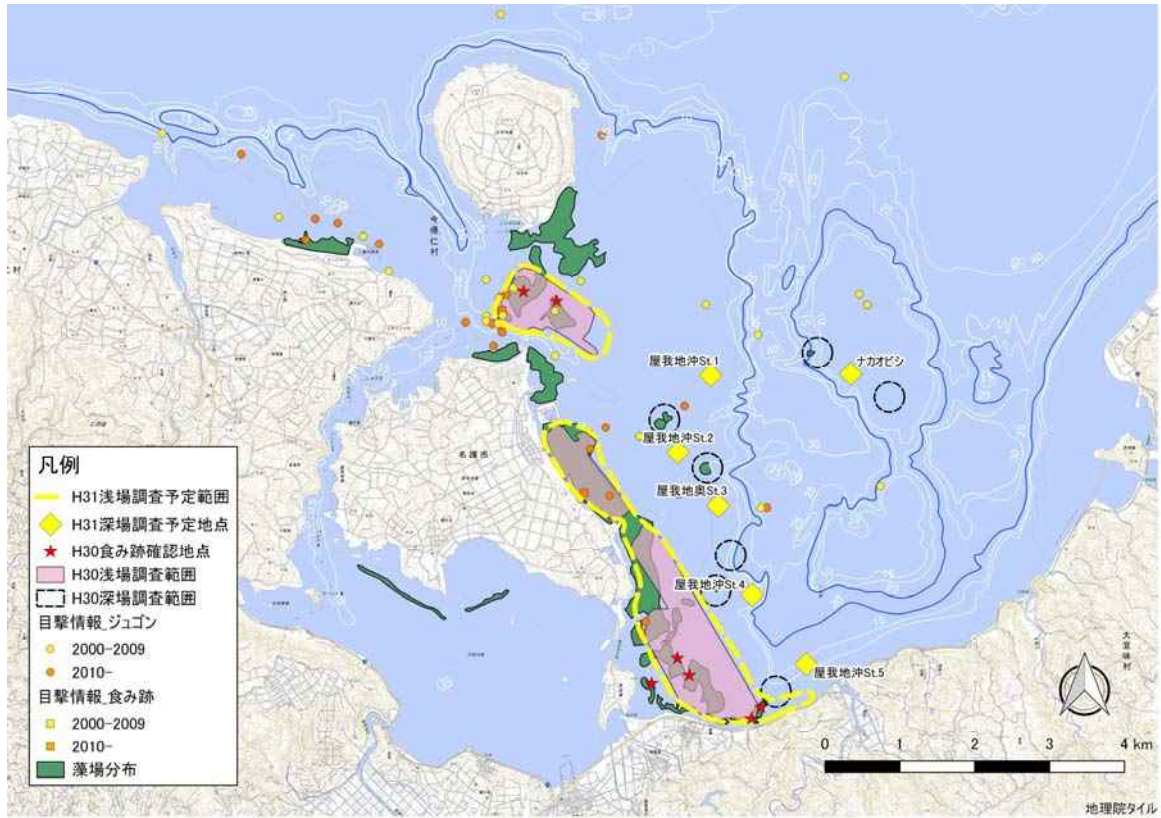 今帰仁村
仁村
屋我地沖St.1
ナカオビシ
屋我地沖St.2
名護市
屋我地奥St.3
屋我地沖St.4
屋我地沖St.5
大宜味村
凡例
H31浅場調査予定範囲
H31深場調査予定地点
H30食み跡確認地点
H30浅場調査範囲
H30深場調査範囲
目撃情報_ジュゴン
2000-2009
2010-
目撃情報_食み跡
2000-2009
2010-
藻場分布
0 1 2 3 4 km
地理院タイル